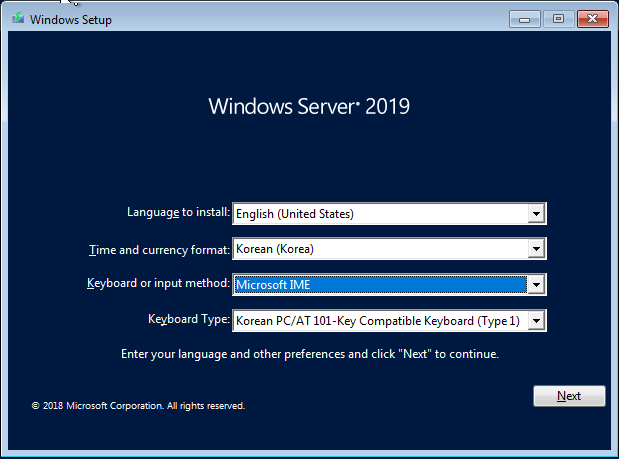 Windows Setup
Windows Server® 2019
Language to install: English (United States)
Time and currency format: Korean (Korea)
Keyboard or input method: Microsoft IME
Keyboard Type: Korean PC/AT 101-Key Compatible Keyboard (Type 1)
Enter your language and other preferences and click "Next" to continue.
Next
© 2018 Microsoft Corporation. All rights reserved.